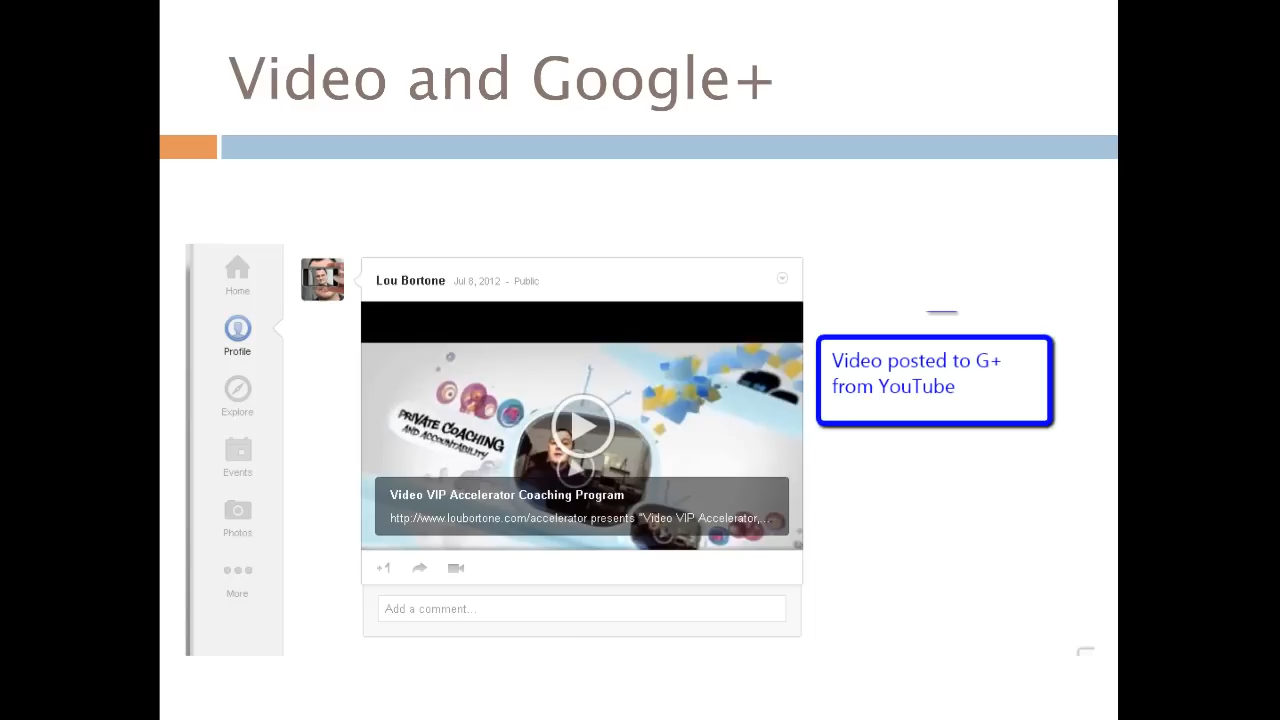 Video and Google+
Home
Profile
Explore
Events
Photos
More
Lou Bortone Jul 8, 2012 - Public
PRIVATE COACHING
AND ACCOUNTABILITY
Video VIP Accelerator Coaching Program
http://www.loubortone.com/accelerator presents "Video VIP Accelerator,...
+1
Add a comment...
Video posted to G+
from YouTube